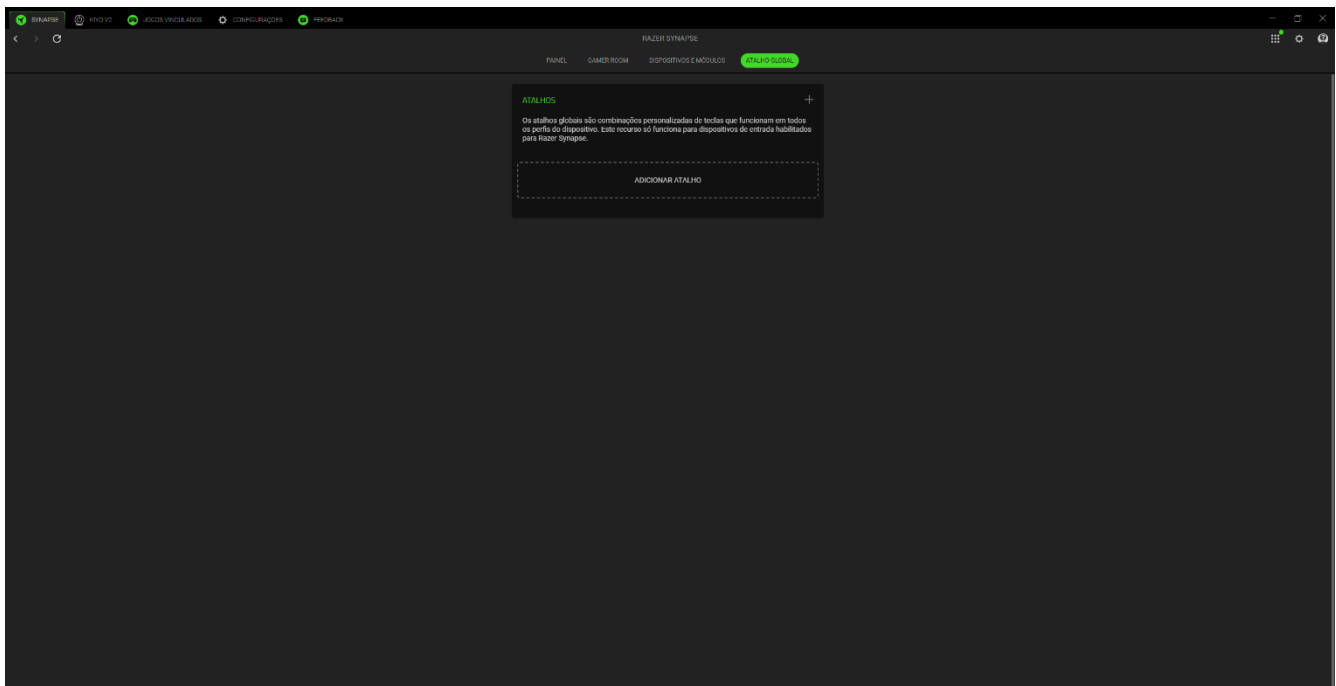 SYNAPSE KIYO V2 JOGOS VINCULADOS CONFIGURAÇÕES FEEDBACK
RAZER SYNAPSE
PAINEL GAMER ROOM DISPOSITIVOS E MÓDULOS ATALHO GLOBAL
ATALHOS
Os atalhos globais são combinações personalizadas de teclas que funcionam em todos
os perfis do dispositivo. Este recurso só funciona para dispositivos de entrada habilitados
para Razer Synapse.
ADICIONAR ATALHO